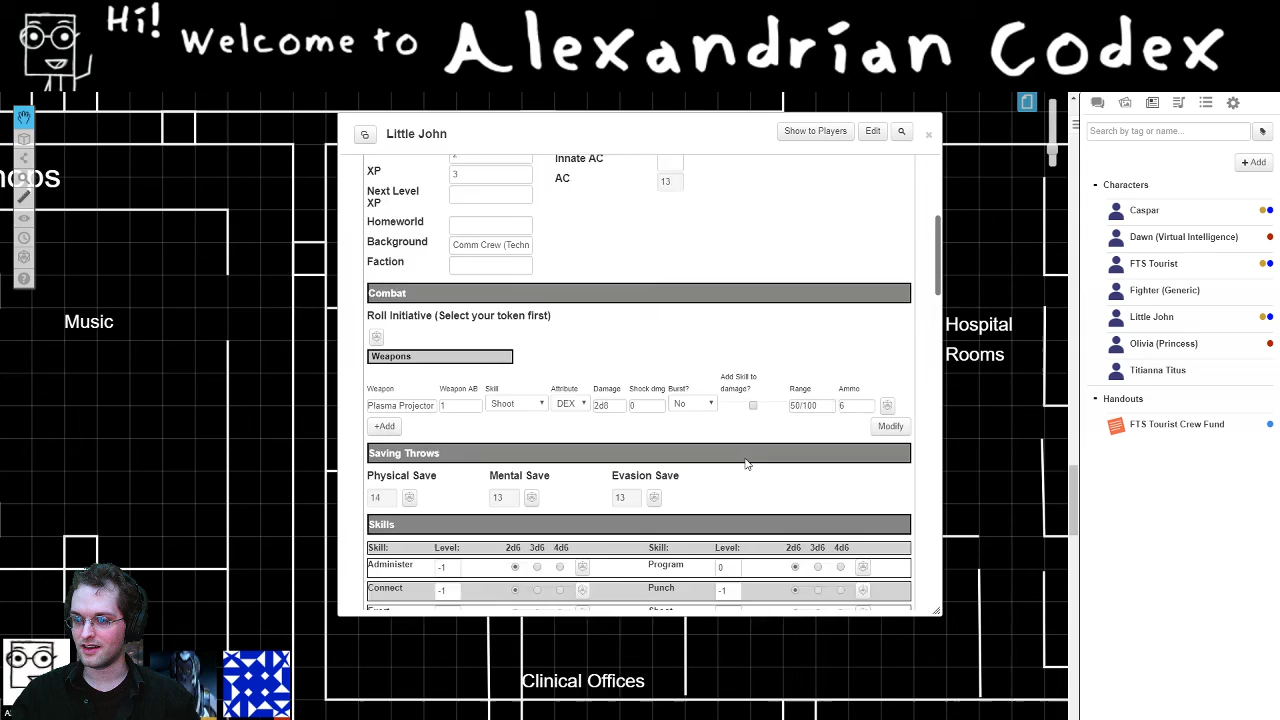 Hi! Welcome to Alexandrian Codex
Little John
Show to Players
Edit
Search by tag or name...
+ Add
Characters
Caspar
Dawn (Virtual Intelligence)
FTS Tourist
Fighter (Generic)
Little John
Olivia (Princess)
Titianna Titus
Handouts
FTS Tourist Crew Fund
Innate AC
XP 3
AC 13
Next Level
XP
Homeworld
Background Comm Crew (Techn
Faction
Combat
Roll Initiative (Select your token first)
Weapons
Weapon Weapon AB Skill Attribute Damage Shock dmg Burst? Add Skill to damage? Range Ammo
Plasma Projector 1 Shoot DEX 2d8 0 No 50/100 6
+Add Modify
Saving Throws
Physical Save Mental Save Evasion Save
14 13 13
Skills
Skill: Level: 2d6 3d6 4d6 Skill: Level: 2d6 3d6 4d6
Administer -1 Program 0
Connect -1 Punch -1
Music
Hospital
Rooms
Clinical Offices